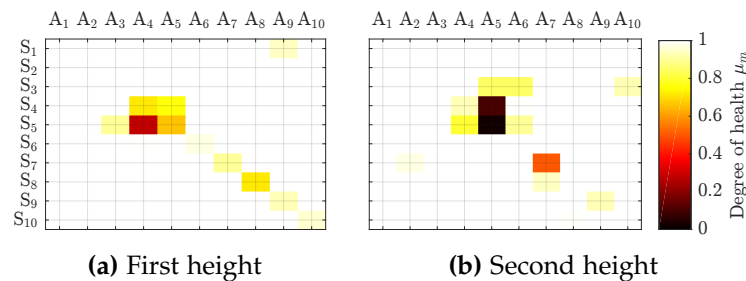 A1 A2 A3 A4 A5 A6 A7 A8 A9 A10
S1
S2
S3
S4
S5
S6
S7
S8
S9
S10
(a) First height
A1 A2 A3 A4 A5 A6 A7 A8 A9 A10
(b) Second height
1
0.8
0.6
0.4
0.2
0
Degree of health μm